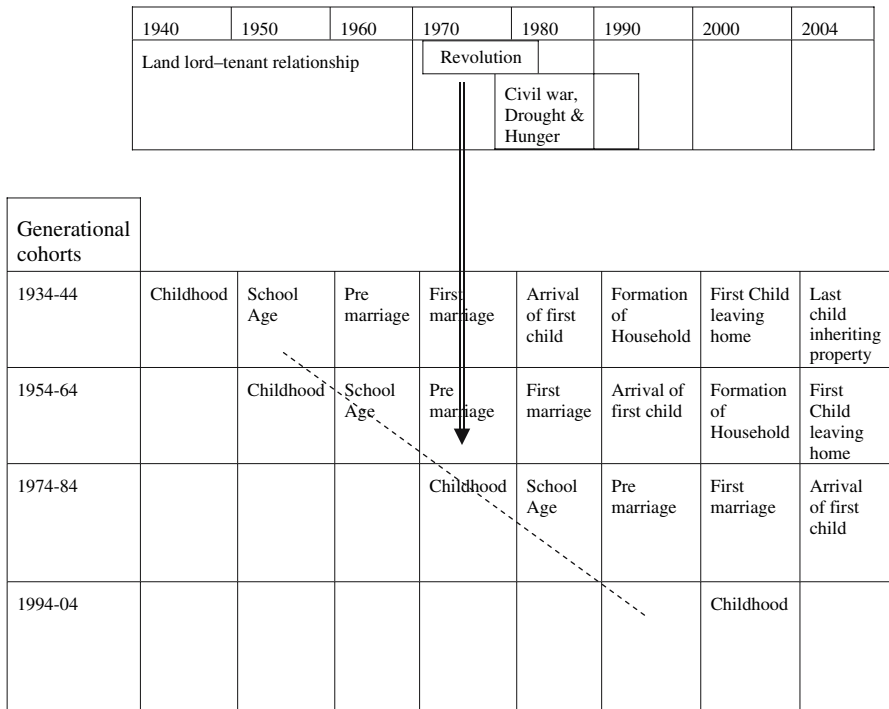 1940 1950 1960 1970 1980 1990 2000 2004
Land lord–tenant relationship
Revolution
Civil war,
Drought &
Hunger
Generational
cohorts
1934-44 Childhood School Pre First Arrival Formation First Child Last
Age marriage marriage of first of leaving child
child Household home inheriting
property
1954-64 Childhood School Pre First Arrival of Formation First
Age marriage marriage first child of Child
Household leaving
home
1974-84 Childhood School Pre First Arrival
Age marriage marriage of first
child
1994-04 Childhood